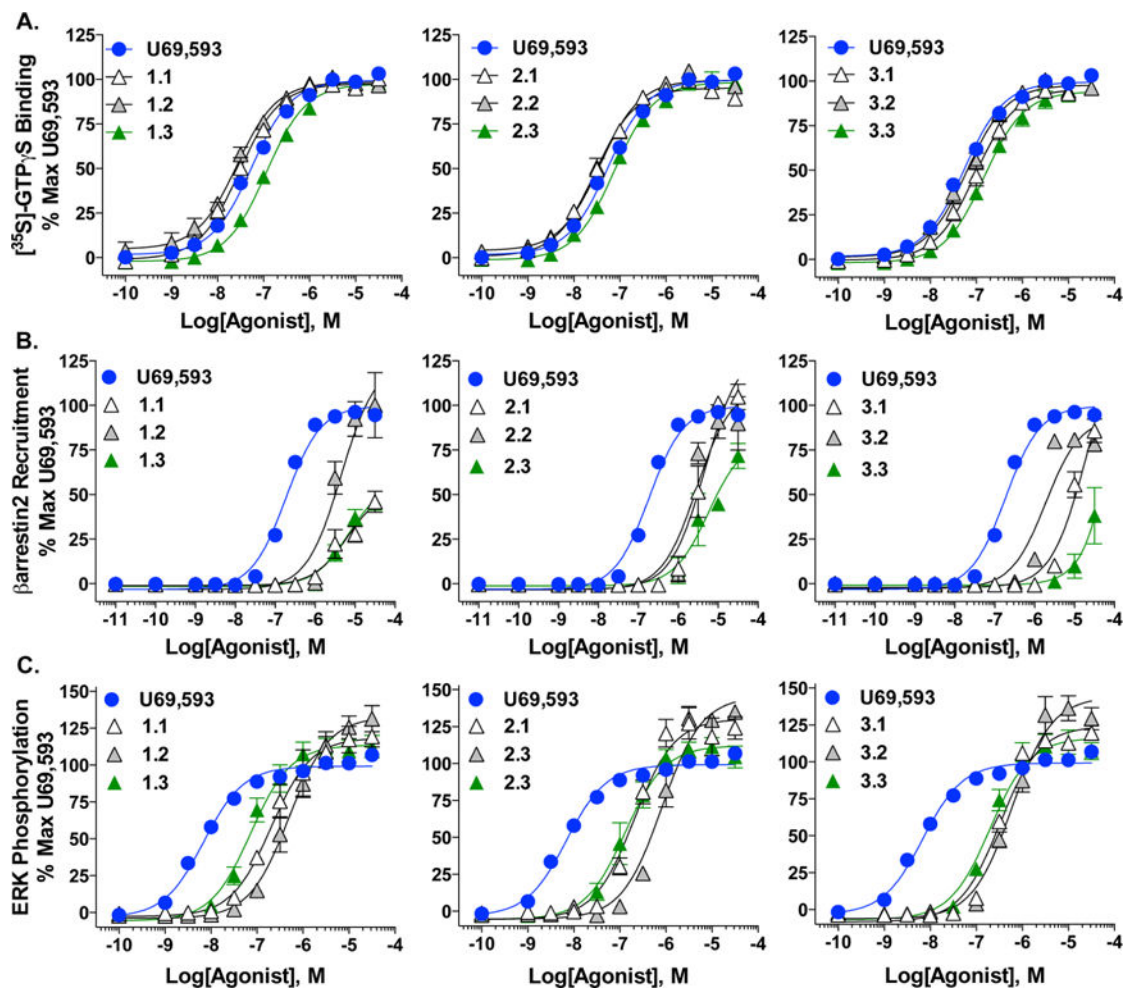 A.
[³⁵S]-GTPγS Binding
% Max U69,593
125
100
75
50
25
0
U69,593
1.1
1.2
1.3
-10 -9 -8 -7 -6 -5 -4
Log[Agonist], M
125
100
75
50
25
0
U69,593
2.1
2.2
2.3
-10 -9 -8 -7 -6 -5 -4
Log[Agonist], M
125
100
75
50
25
0
U69,593
3.1
3.2
3.3
-10 -9 -8 -7 -6 -5 -4
Log[Agonist], M
B.
βarrestin2 Recruitment
% Max U69,593
125
100
75
50
25
0
U69,593
1.1
1.2
1.3
-11 -10 -9 -8 -7 -6 -5 -4
Log[Agonist], M
125
100
75
50
25
0
U69,593
2.1
2.2
2.3
-11 -10 -9 -8 -7 -6 -5 -4
Log[Agonist], M
125
100
75
50
25
0
U69,593
3.1
3.2
3.3
-11 -10 -9 -8 -7 -6 -5 -4
Log[Agonist], M
C.
ERK Phosphorylation
% Max U69,593
150
125
100
75
50
25
0
U69,593
1.1
1.2
1.3
-10 -9 -8 -7 -6 -5 -4
Log[Agonist], M
150
125
100
75
50
25
0
U69,593
2.1
2.3
2.3
-10 -9 -8 -7 -6 -5 -4
Log[Agonist], M
150
125
100
75
50
25
0
U69,593
3.1
3.2
3.3
-10 -9 -8 -7 -6 -5 -4
Log[Agonist], M